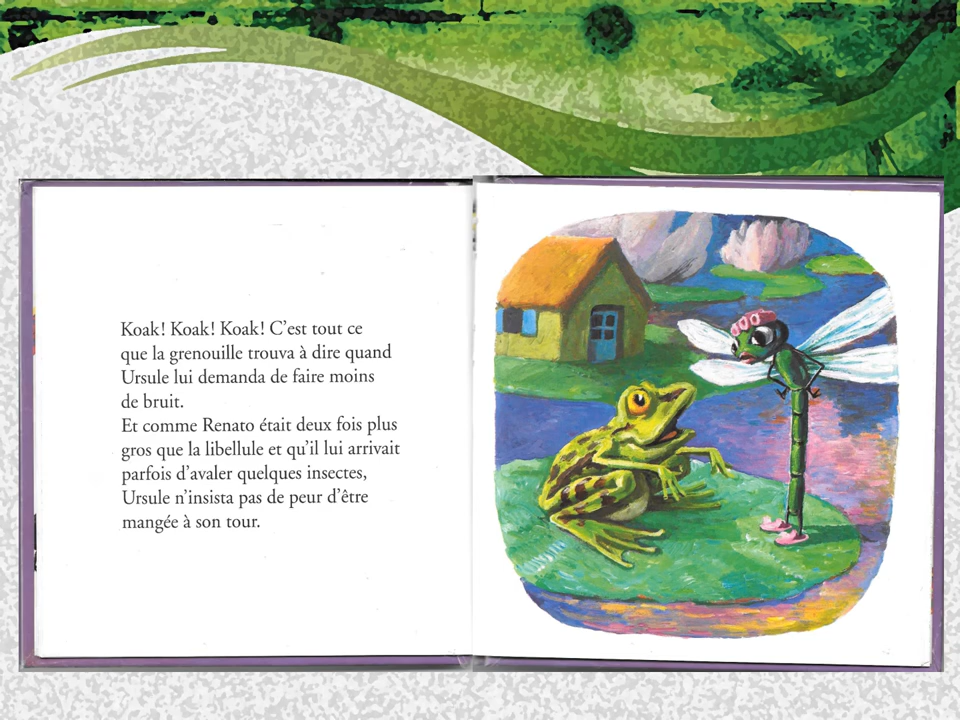 Koak! Koak! Koak! C'est tout ce
que la grenouille trouva à dire quand
Ursule lui demanda de faire moins
de bruit.
Et comme Renato était deux fois plus
gros que la libellule et qu'il lui arrivait
parfois d'avaler quelques insectes,
Ursule n'insista pas de peur d'être
mangée à son tour.